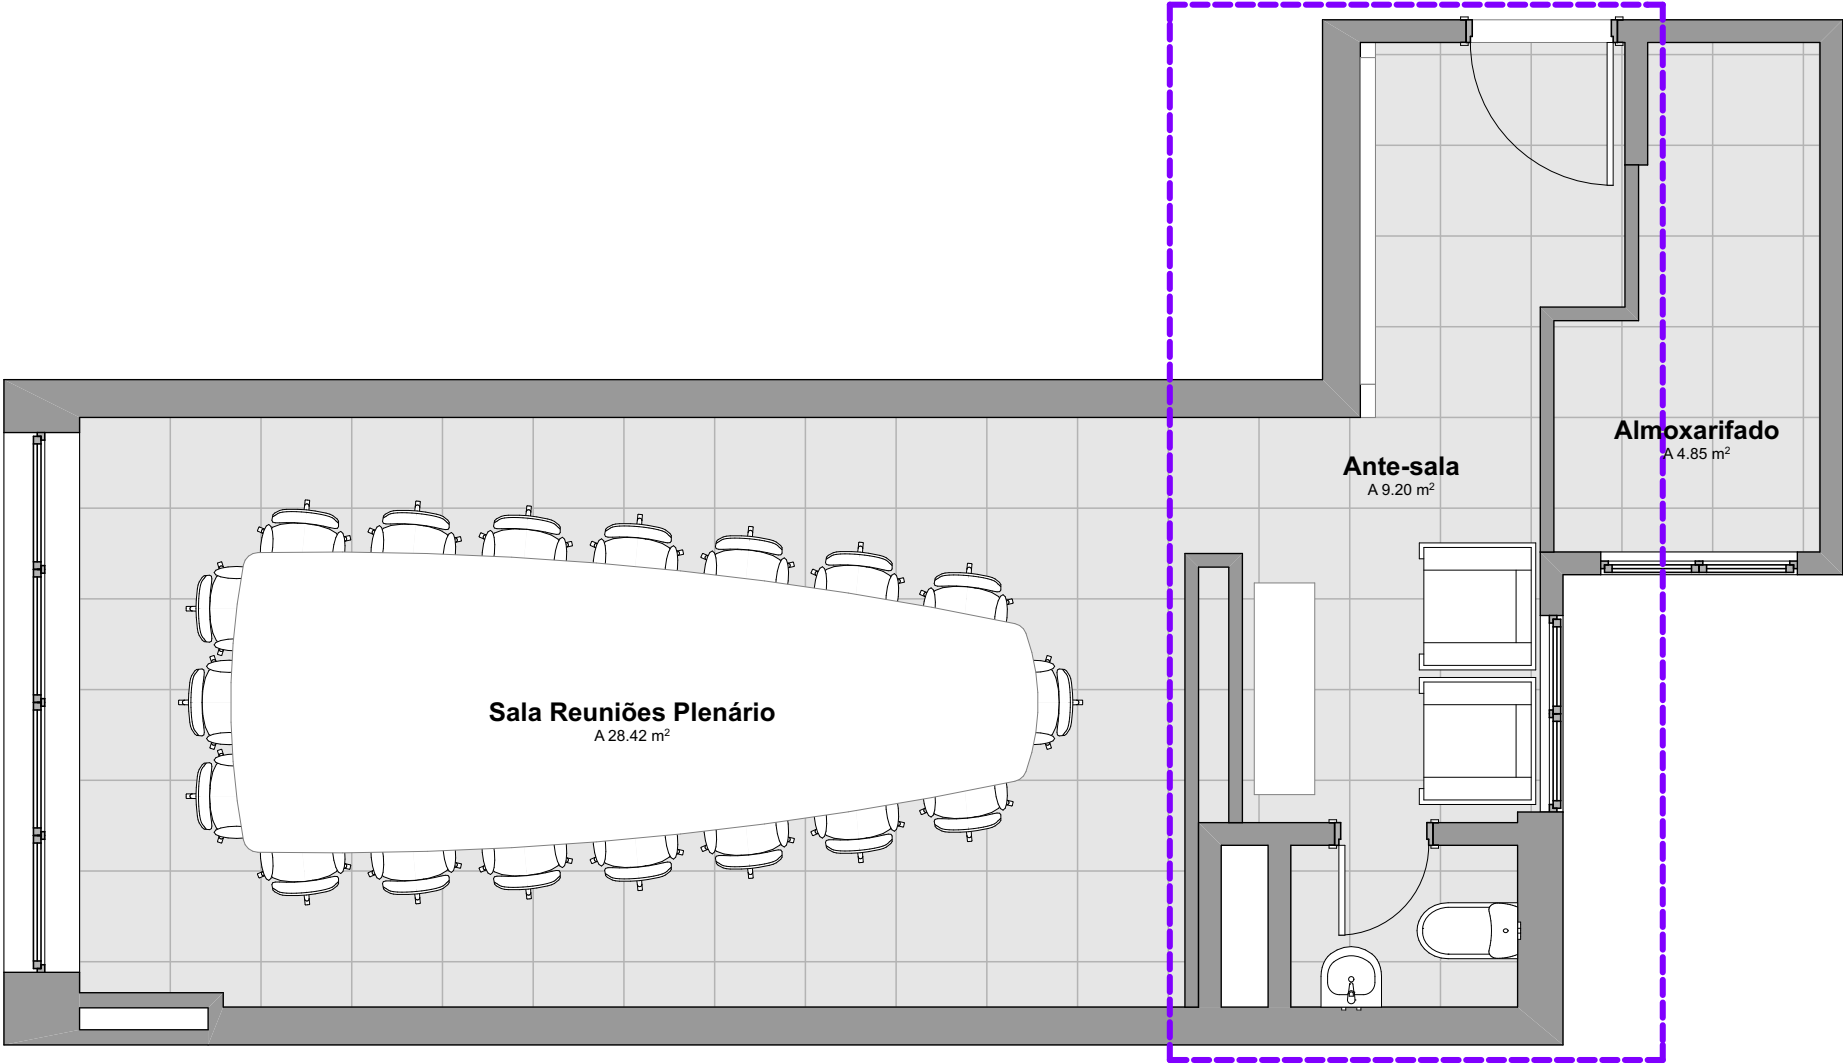 Almoxarifado
A 4.85 m²
Ante-sala
A 9.20 m²
Sala Reuniões Plenário
A 28.42 m²